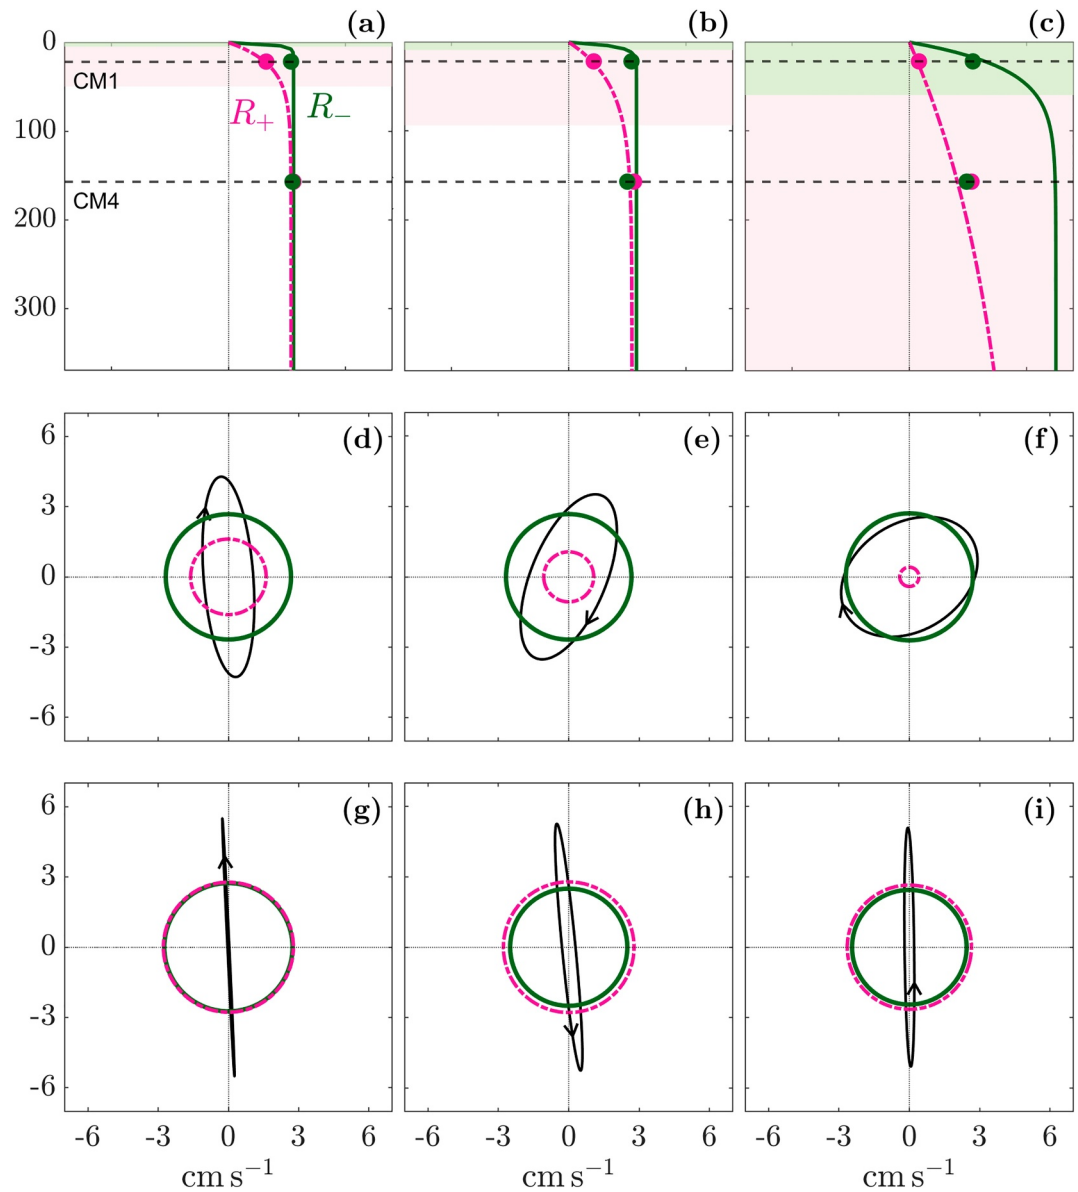 (a) (b) (c)
0
CM1
R₊ R₋
100
CM4
200
300
(d) (e) (f)
6
3
0
-3
-6
(g) (h) (i)
6
3
0
-3
-6
-6 -3 0 3 6 -6 -3 0 3 6 -6 -3 0 3 6
cm s⁻¹ cm s⁻¹ cm s⁻¹